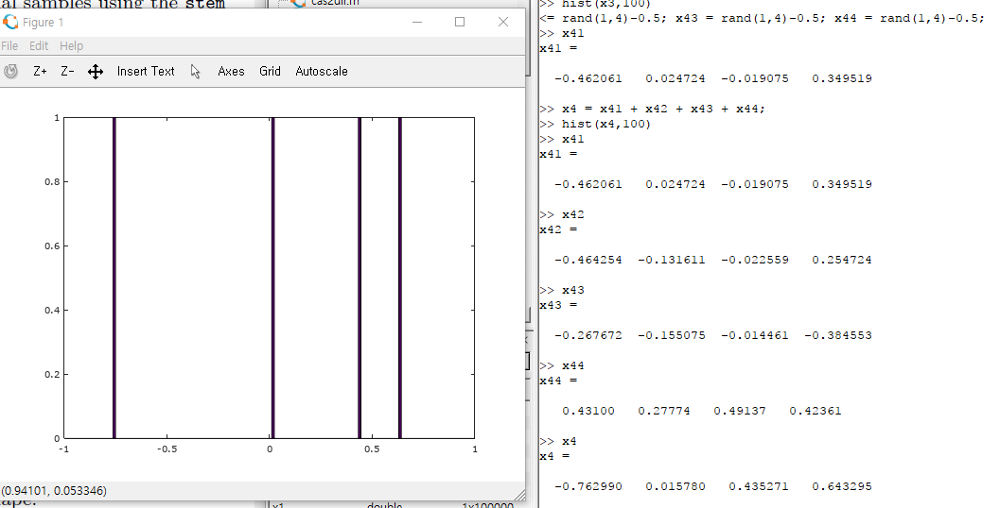 al samples using the stem
cas2dir.m
Figure 1
File Edit Help
Z+ Z- Insert Text Axes Grid Autoscale
1
0.8
0.6
0.4
0.2
0
-1 -0.5 0 0.5 1
(0.94101, 0.053346)
ape.
x1 double 1x100000
>> hist(x3,100)
<= rand(1,4)-0.5; x43 = rand(1,4)-0.5; x44 = rand(1,4)-0.5;
>> x41
x41 =
-0.462061 0.024724 -0.019075 0.349519
>> x4 = x41 + x42 + x43 + x44;
>> hist(x4,100)
>> x41
x41 =
-0.462061 0.024724 -0.019075 0.349519
>> x42
x42 =
-0.464254 -0.131611 -0.022559 0.254724
>> x43
x43 =
-0.267672 -0.155075 -0.014461 -0.384553
>> x44
x44 =
0.43100 0.27774 0.49137 0.42361
>> x4
x4 =
-0.762990 0.015780 0.435271 0.643295